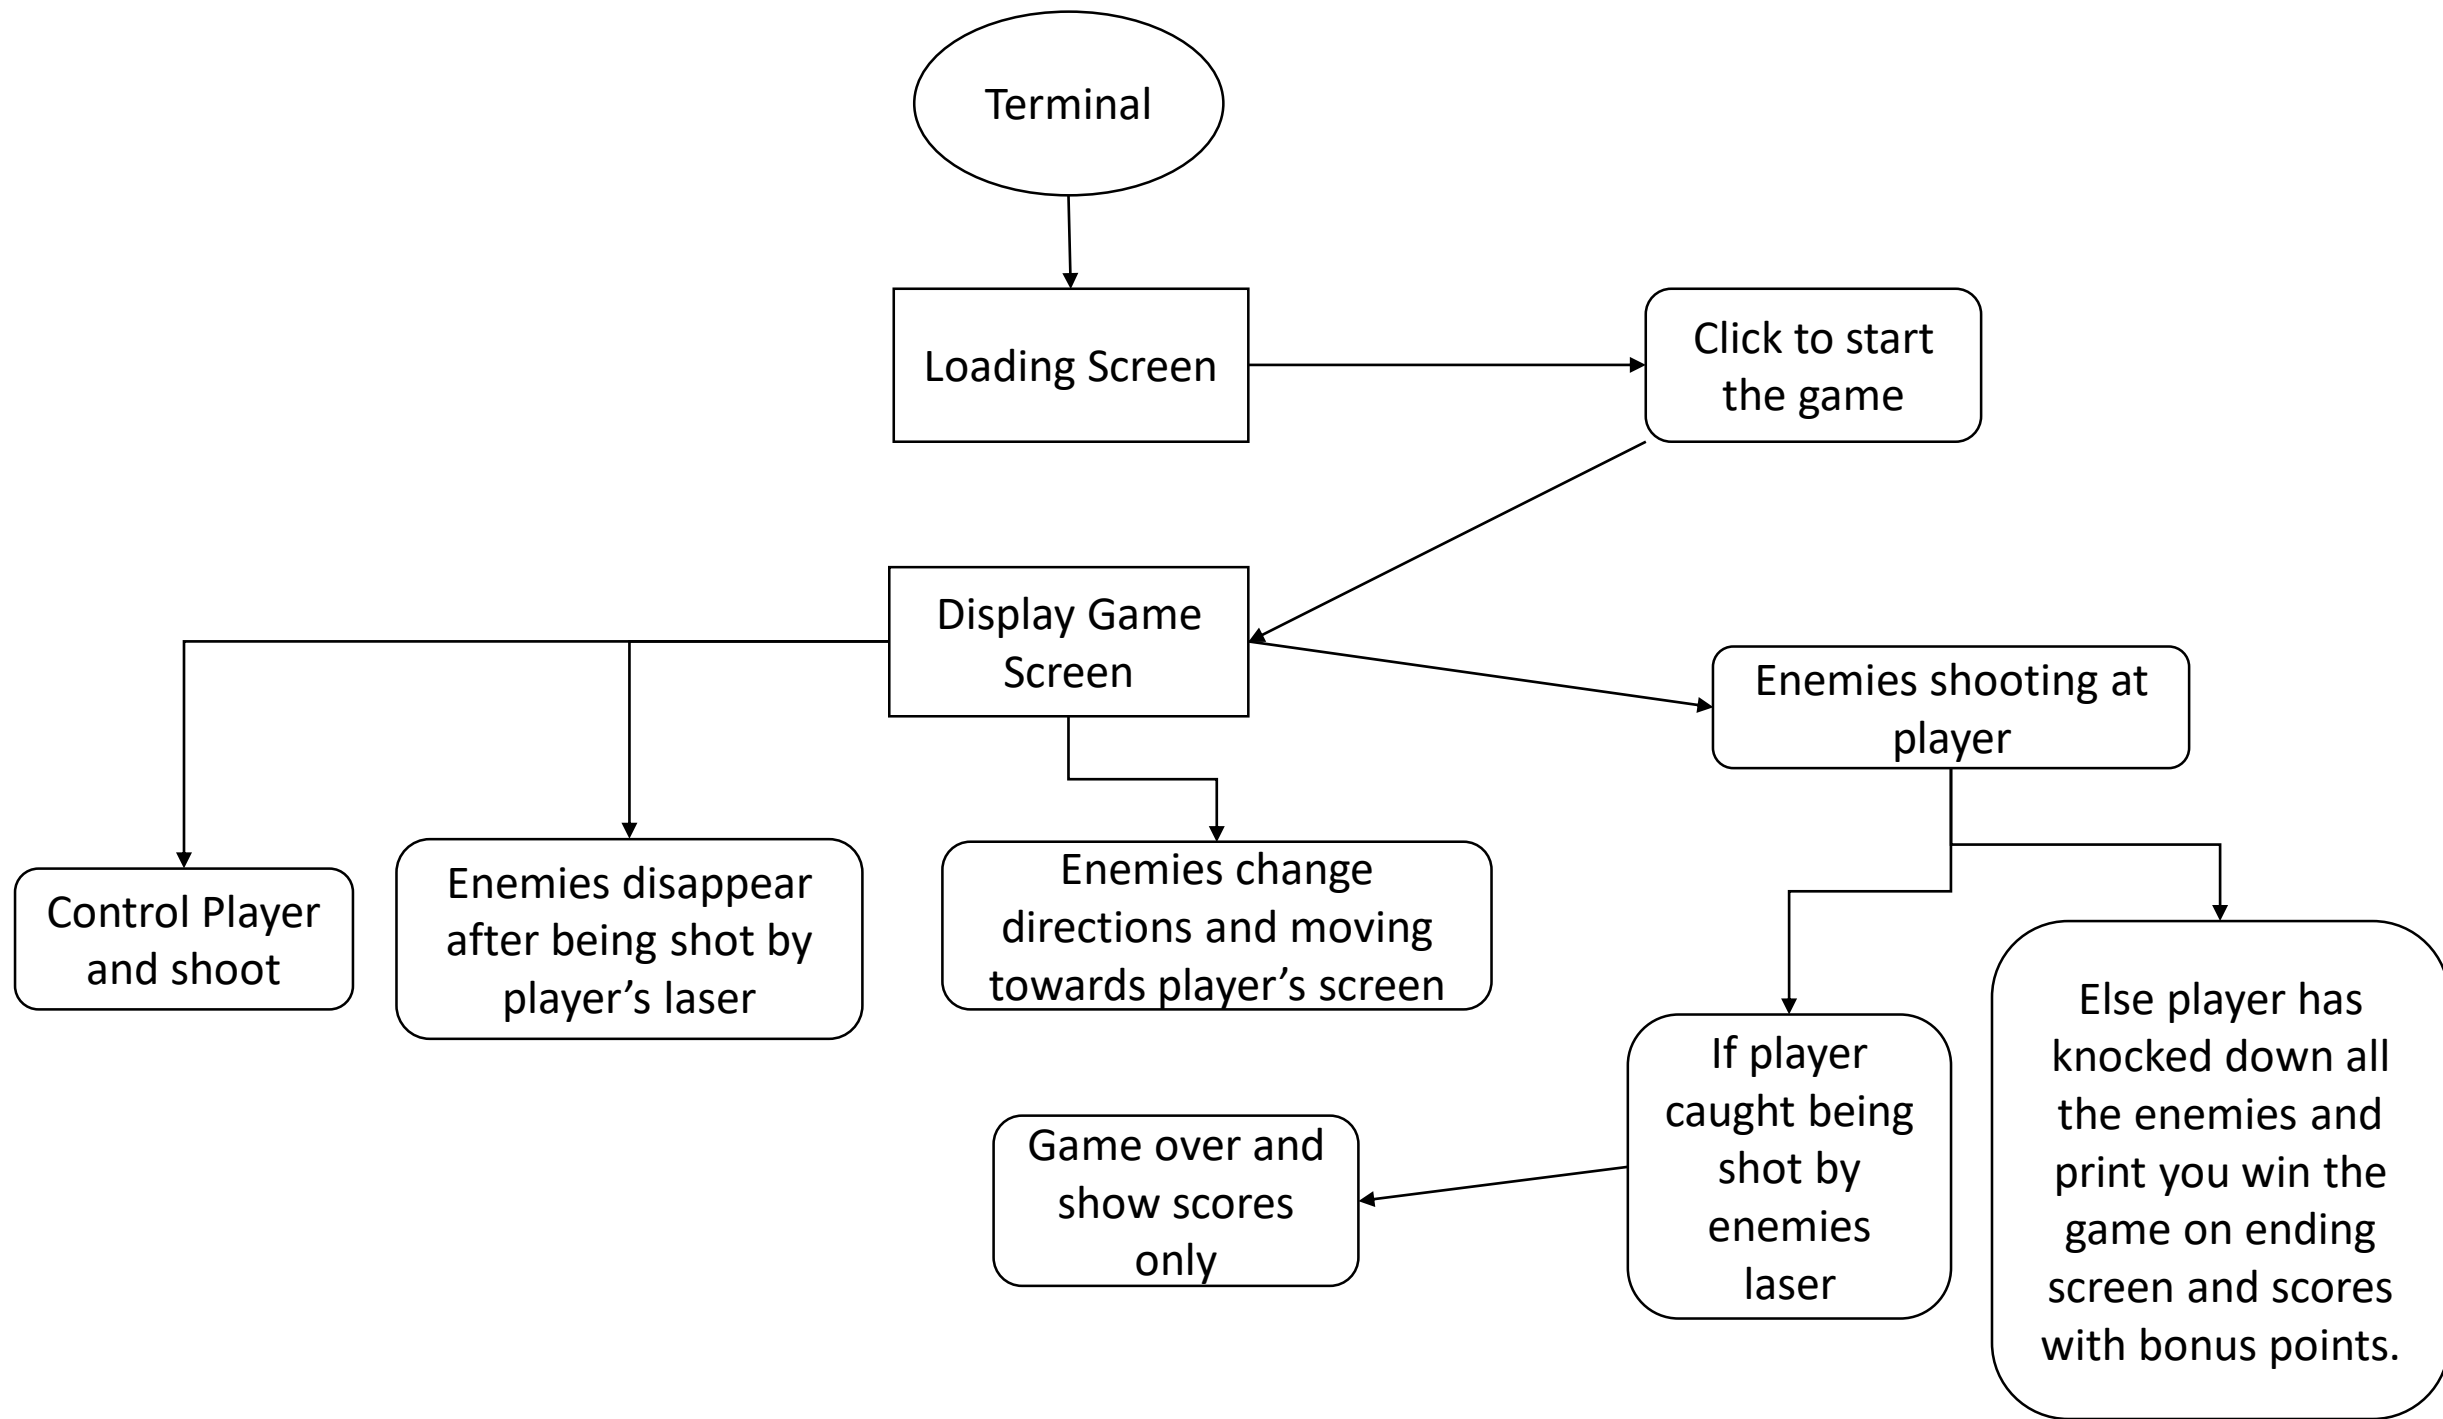 Terminal
Loading Screen
Click to start
the game
Display Game
Screen
Enemies shooting at
player
Control Player
and shoot
Enemies disappear
after being shot by
player’s laser
Enemies change
directions and moving
towards player’s screen
If player
caught being
shot by
enemies
laser
Game over and
show scores
only
Else player has
knocked down all
the enemies and
print you win the
game on ending
screen and scores
with bonus points.